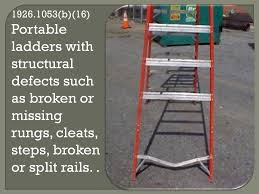 1926.1053(b)(16)
Portable
ladders with
structural
defects such
as broken or
missing
rungs, cleats,
steps, broken
or split rails. .